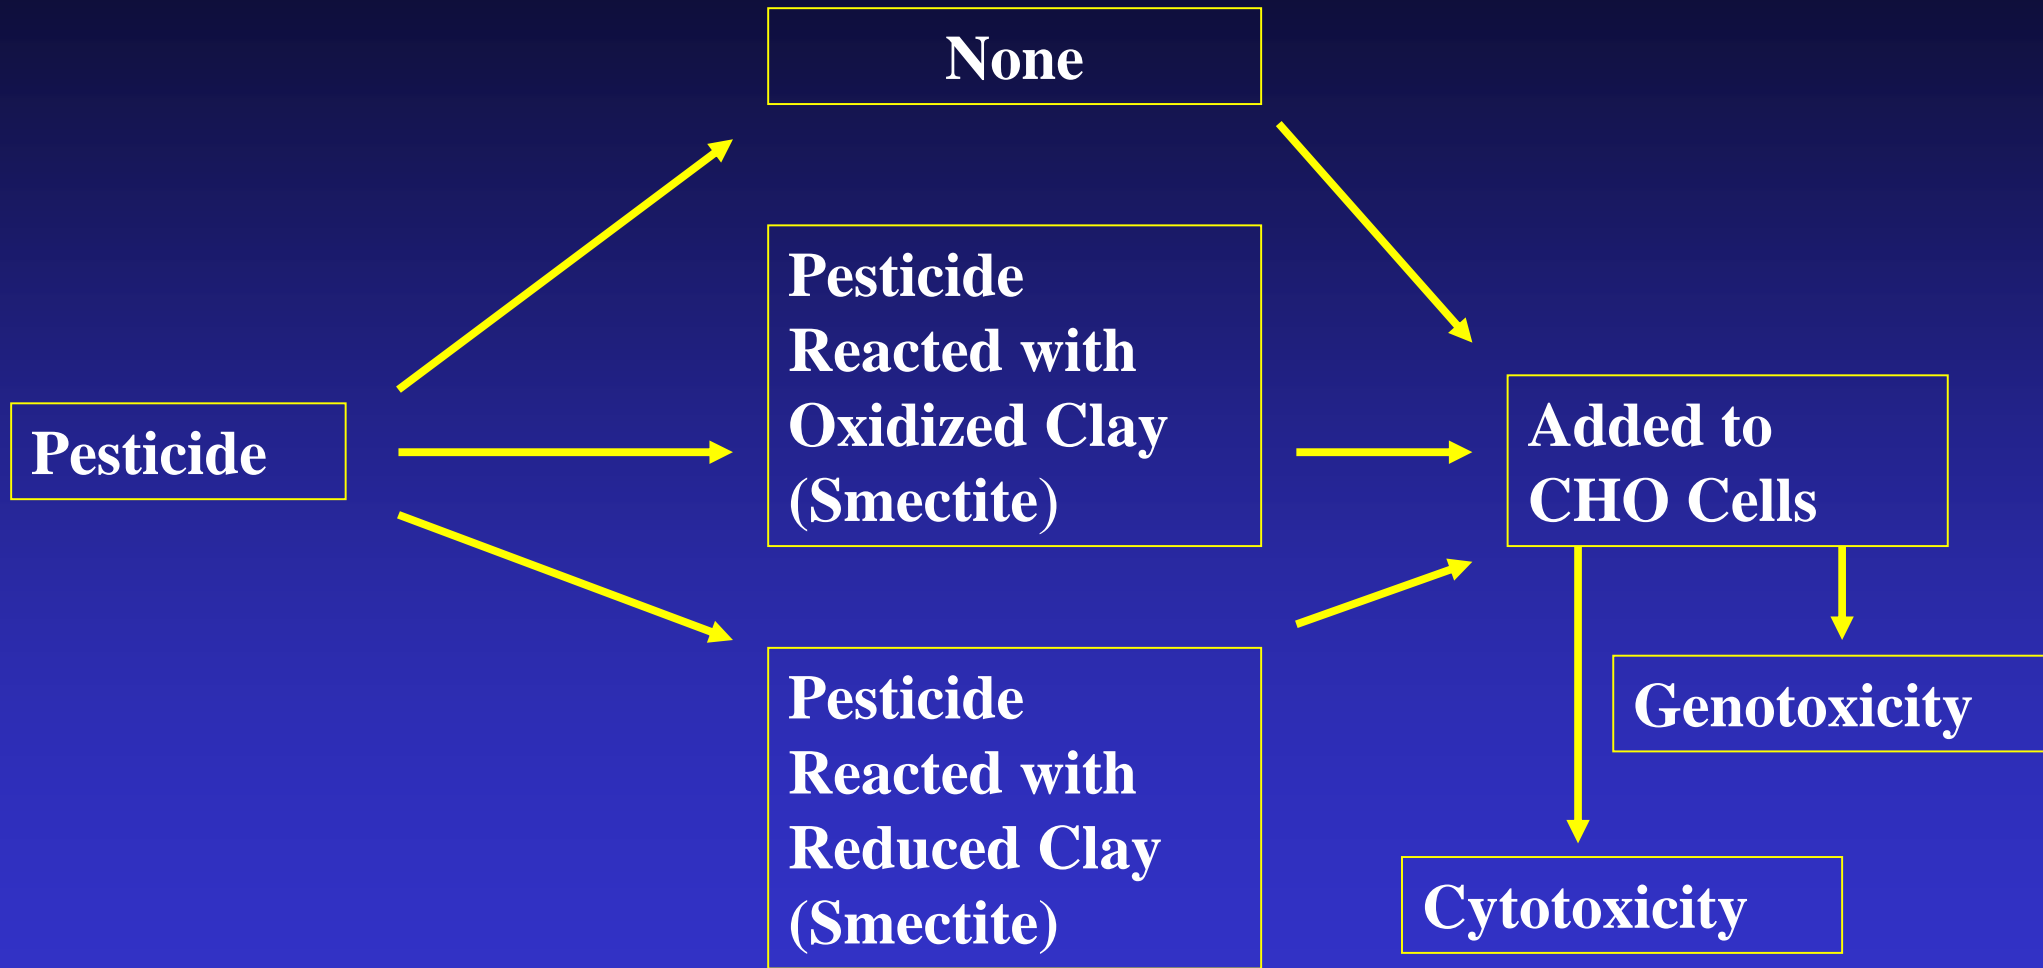 None
Pesticide
Reacted with
Oxidized Clay
(Smectite)
Pesticide
Added to
CHO Cells
Pesticide
Reacted with
Reduced Clay
(Smectite)
Genotoxicity
Cytotoxicity